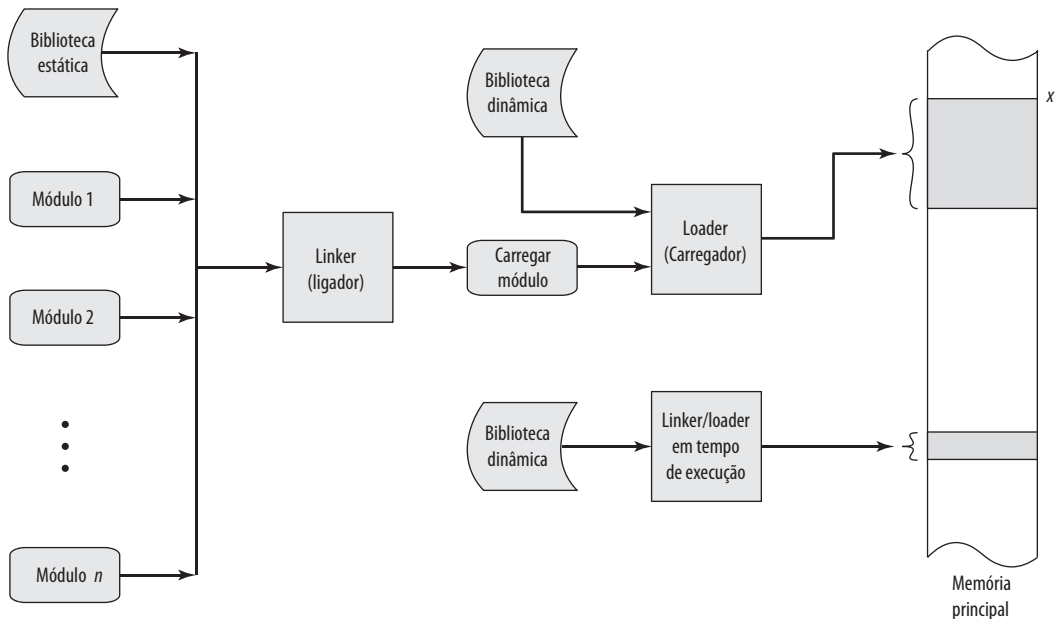 Biblioteca
estática
Módulo 1
Módulo 2
Módulo n
Linker
(ligador)
Biblioteca
dinâmica
Carregar
módulo
Loader
(Carregador)
Biblioteca
dinâmica
Linker/loader
em tempo
de execução
x
Memória
principal